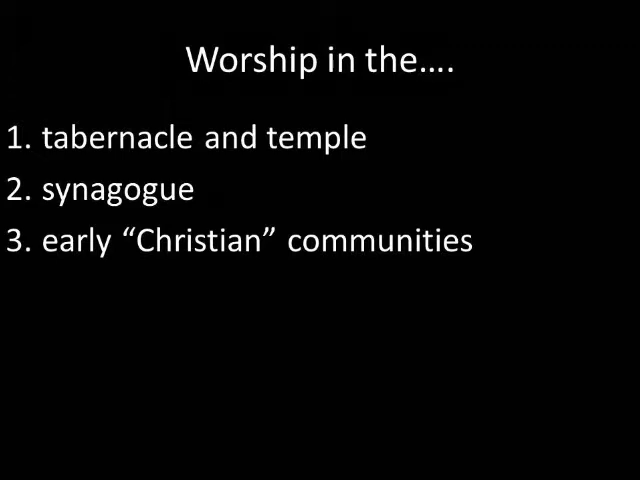 Worship in the....
1. tabernacle and temple
2. synagogue
3. early “Christian” communities